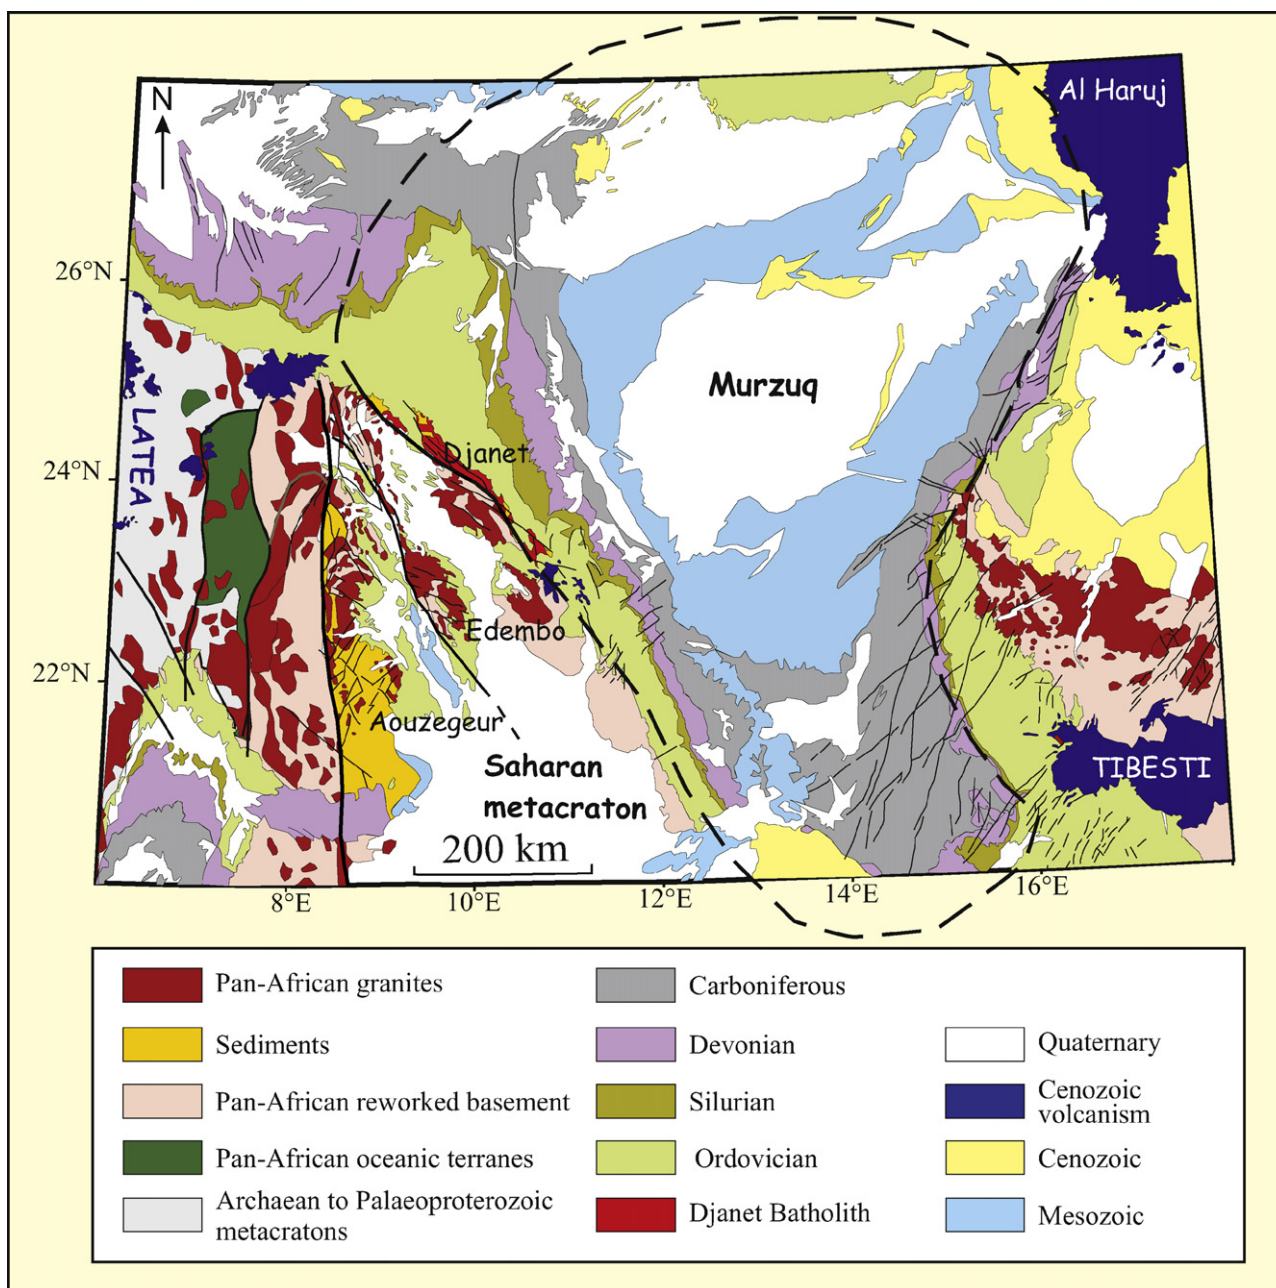 Al Haruj
N
26°N
Murzuq
LATEA
Djanet
24°N
Edembo
22°N
Aouzegeur
Saharan
metacraton
TIBESTI
200 km
8°E
10°E
12°E
14°E
16°E
Pan-African granites
Carboniferous
Sediments
Devonian
Quaternary
Pan-African reworked basement
Silurian
Cenozoic
volcanism
Pan-African oceanic terranes
Ordovician
Cenozoic
Archaean to Palaeoproterozoic
metacratons
Djanet Batholith
Mesozoic